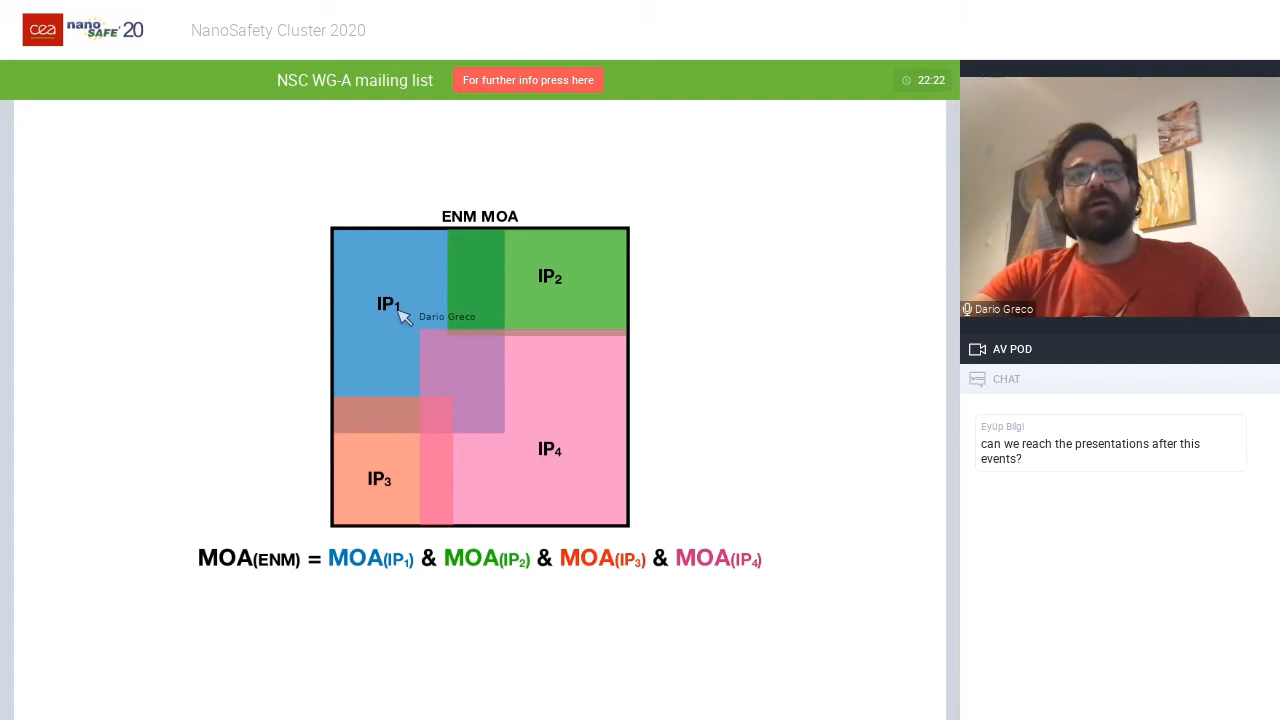 cea nano SAFE' 20
NanoSafety Cluster 2020
NSC WG-A mailing list
For further info press here
22:22
ENM MOA
IP2
IP1
Dario Greco
IP4
IP3
MOA(ENM) = MOA(IP1) & MOA(IP2) & MOA(IP3) & MOA(IP4)
Dario Greco
AV POD
CHAT
Eyüp Bilgi
can we reach the presentations after this
events?